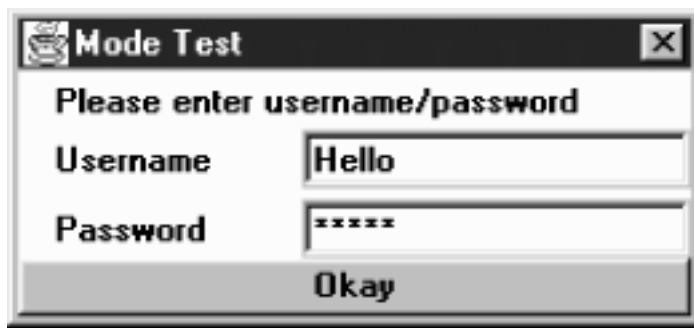 Mode Test
Please enter username/password
Username Hello
Password *****
Okay